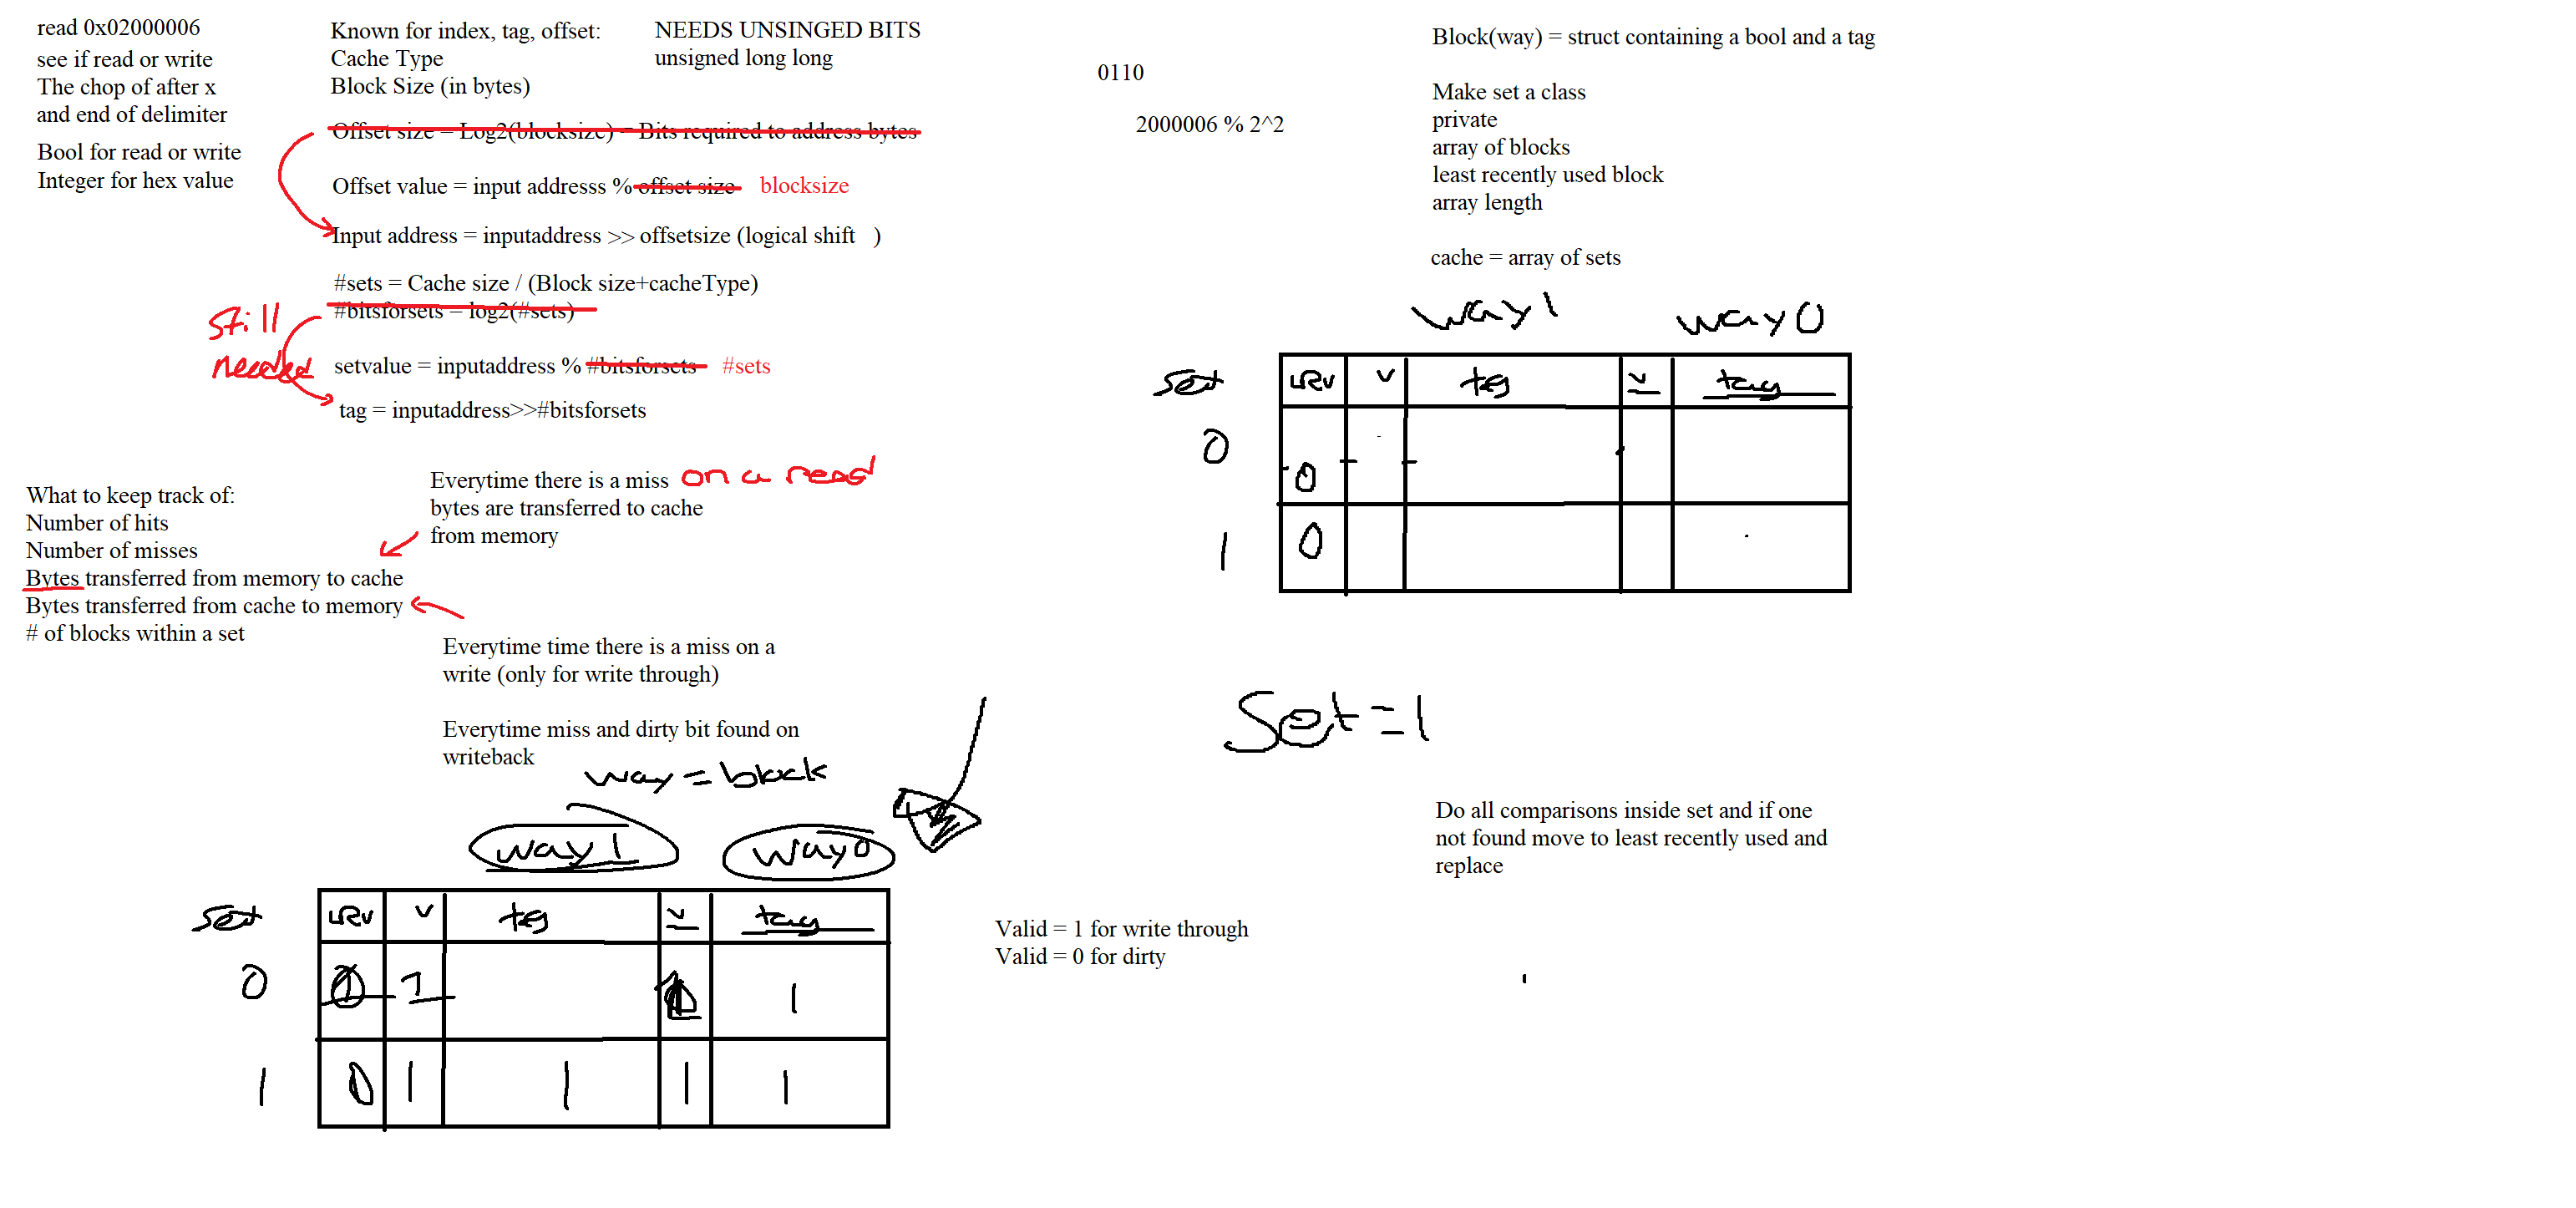 read 0x02000006
see if read or write
The chop of after x
and end of delimiter
Bool for read or write
Integer for hex value
Known for index, tag, offset:
Cache Type
Block Size (in bytes)
NEEDS UNSINGED BITS
unsigned long long
Offset size = Log2(blocksize) = Bits required to address bytes
Offset value = input addresss % offset size blocksize
Input address = inputaddress >> offsetsize (logical shift )
#sets = Cache size / (Block size+cacheType)
#bitsforsets = log2(#sets)
still
needed
setvalue = inputaddress % #bitsforsets #sets
tag = inputaddress>>#bitsforsets
What to keep track of:
Number of hits
Number of misses
Bytes transferred from memory to cache
Bytes transferred from cache to memory
# of blocks within a set
Everytime there is a miss on a read
bytes are transferred to cache
from memory
Everytime time there is a miss on a
write (only for write through)
Everytime miss and dirty bit found on
writeback
way = block
way 1 way 0
set LRU v tag v tag
0 1 1
1 0 1 1 1 1
0110
2000006 % 2^2
Block(way) = struct containing a bool and a tag
Make set a class
private
array of blocks
least recently used block
array length
cache = array of sets
way 1 way 0
set LRU v tag v tag
0 0
1 0
Set = 1
Do all comparisons inside set and if one
not found move to least recently used and
replace
Valid = 1 for write through
Valid = 0 for dirty